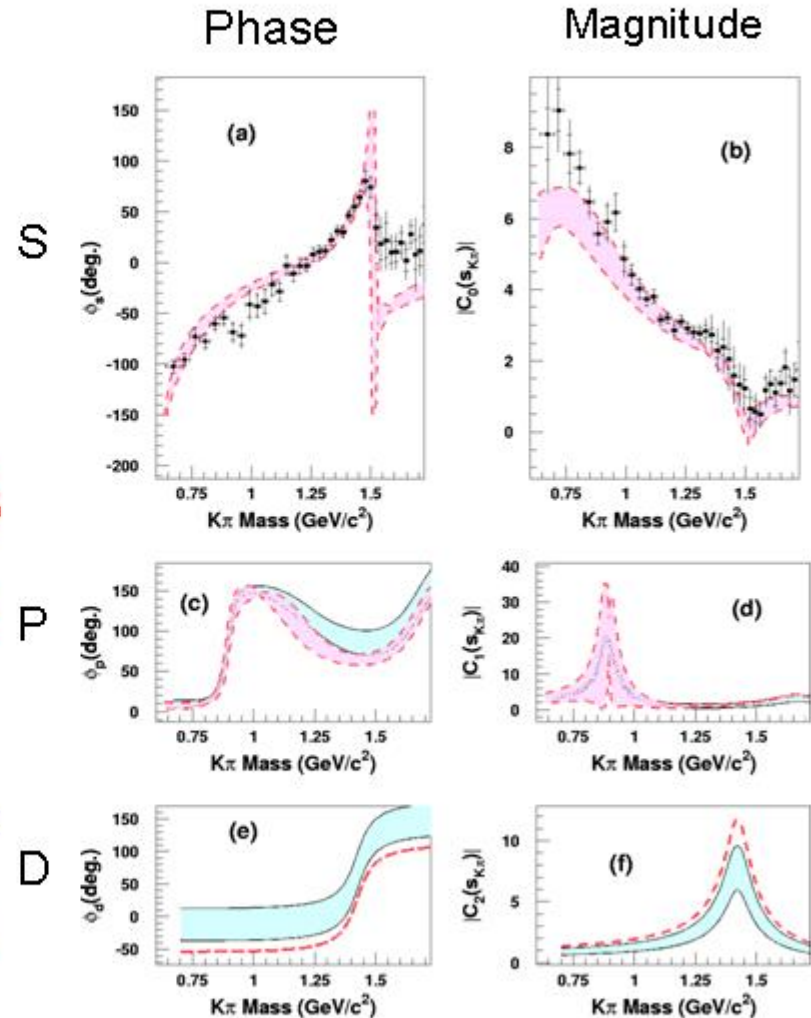 Phase Magnitude
S
(a)
ϕs(deg.)
150
100
50
0
-50
-100
-150
-200
0.75 1 1.25 1.5
Kπ Mass (GeV/c²)
(b)
|C₀(sKπ)|
8
6
4
2
0
0.75 1 1.25 1.5
Kπ Mass (GeV/c²)
P
(c)
ϕp(deg.)
150
100
50
0
0.75 1 1.25 1.5
Kπ Mass (GeV/c²)
(d)
|C₁(sKπ)|
40
30
20
10
0
0.75 1 1.25 1.5
Kπ Mass (GeV/c²)
D
(e)
ϕd(deg.)
150
100
50
0
-50
0.75 1 1.25 1.5
Kπ Mass (GeV/c²)
(f)
|C₂(sKπ)|
10
5
0
0.75 1 1.25 1.5
Kπ Mass (GeV/c²)